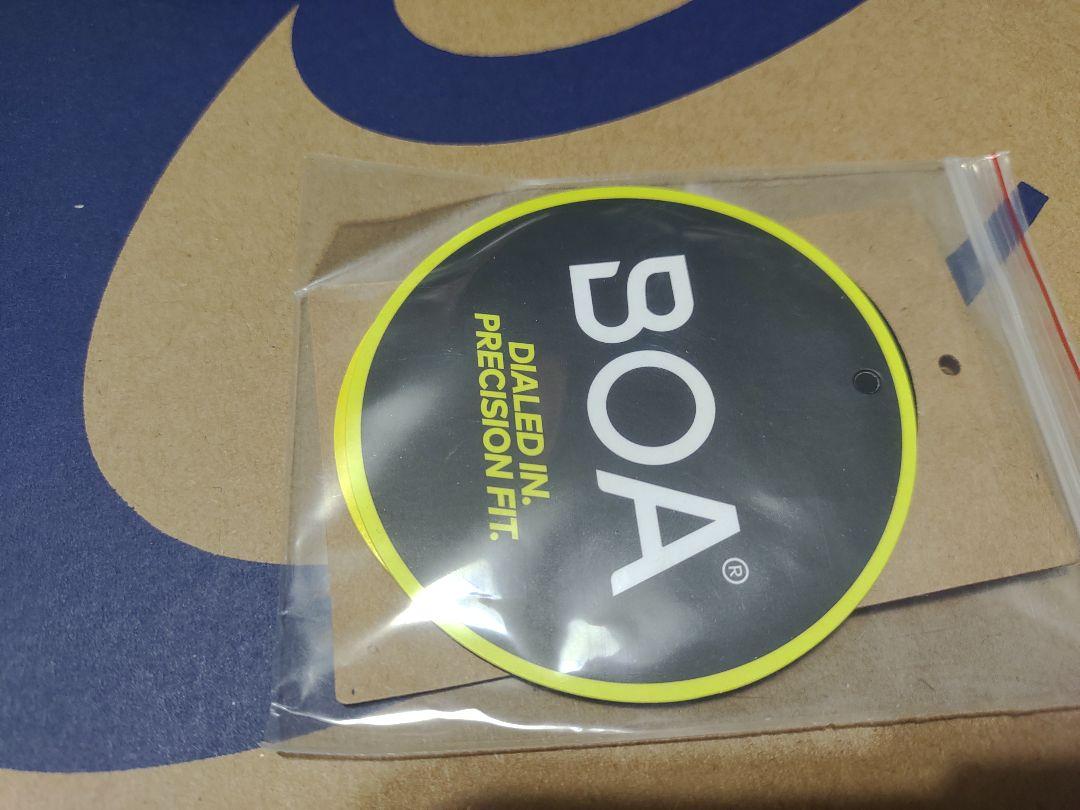 BOA®
DIALED IN.
PRECISION FIT.